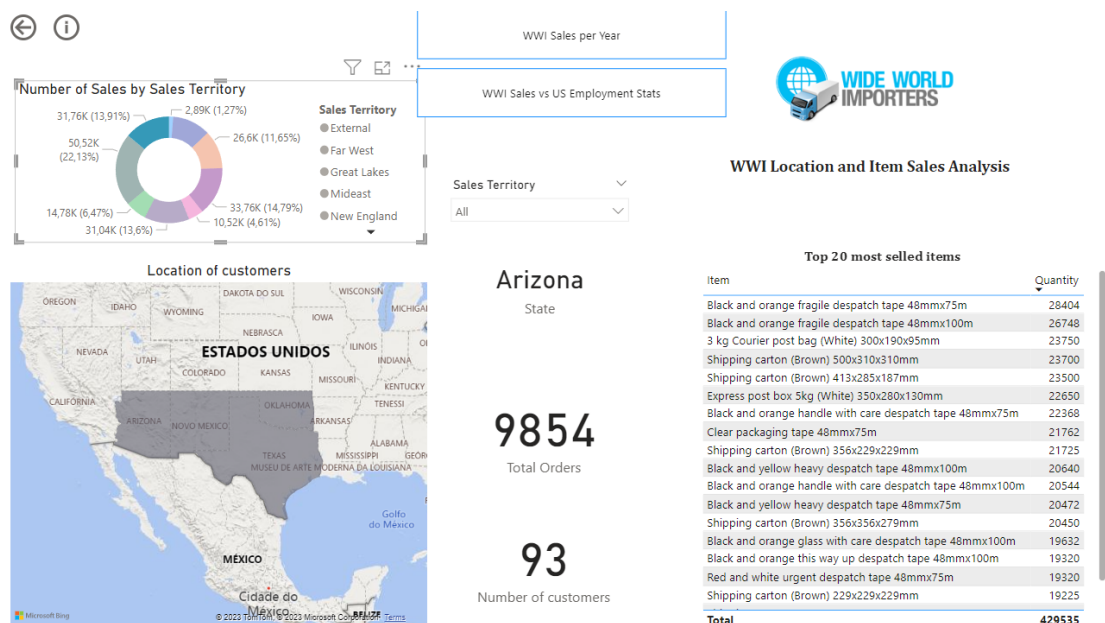 WWI Sales per Year
WWI Sales vs US Employment Stats
WIDE WORLD
IMPORTERS
WWI Location and Item Sales Analysis
Number of Sales by Sales Territory
2,89K (1,27%)
26,6K (11,65%)
33,76K (14,79%)
10,52K (4,61%)
31,04K (13,6%)
14,78K (6,47%)
50,52K
(22,13%)
31,76K (13,91%)
Sales Territory
External
Far West
Great Lakes
Mideast
New England
Sales Territory
All
Location of customers
OREGON
IDAHO
WYOMING
DAKOTA DO SUL
WISCONSIN
MICHIGA
IOWA
NEBRASCA
NEVADA
UTAH
ESTADOS UNIDOS
ILINÓIS
INDIANA
COLORADO
KANSAS
MISSOURI
KENTUCKY
CALIFÓRNIA
TENESSI
OKLAHOMA
ARIZONA
NOVO MÉXICO
ARKANSAS
ALABAMA
TEXAS
MISSISSÍPPI
GEÓR
MUSEU DE ARTE MODERNA DA LOUISIANA
Golfo
do México
MÉXICO
Cidade do
México
BELIZE
Microsoft Bing
© 2023 TomTom, © 2023 Microsoft Corporation Terms
Arizona
State
9854
Total Orders
93
Number of customers
Top 20 most selled items
Item Quantity
Black and orange fragile despatch tape 48mmx75m 28404
Black and orange fragile despatch tape 48mmx100m 26748
3 kg Courier post bag (White) 300x190x95mm 23750
Shipping carton (Brown) 500x310x310mm 23700
Shipping carton (Brown) 413x285x187mm 23500
Express post box 5kg (White) 350x280x130mm 22650
Black and orange handle with care despatch tape 48mmx75m 22368
Clear packaging tape 48mmx75m 21762
Shipping carton (Brown) 356x229x229mm 21725
Black and yellow heavy despatch tape 48mmx100m 20640
Black and orange handle with care despatch tape 48mmx100m 20544
Black and yellow heavy despatch tape 48mmx75m 20472
Shipping carton (Brown) 356x356x279mm 20450
Black and orange glass with care despatch tape 48mmx100m 19632
Black and orange this way up despatch tape 48mmx100m 19320
Red and white urgent despatch tape 48mmx75m 19320
Shipping carton (Brown) 229x229x229mm 19225
Total 429535